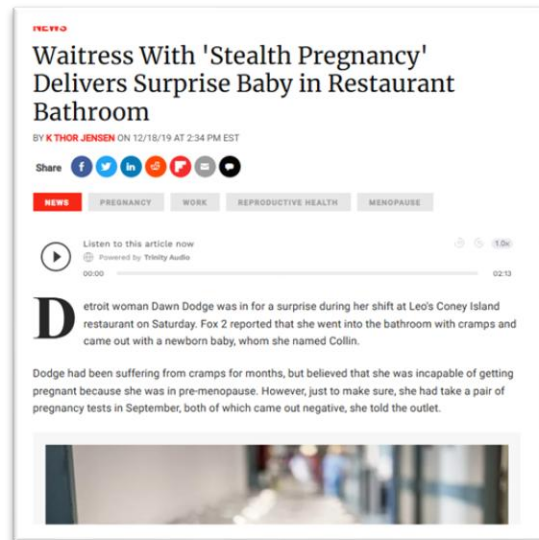 NEWS
Waitress With 'Stealth Pregnancy'
Delivers Surprise Baby in Restaurant
Bathroom
BY K THOR JENSEN ON 12/18/19 AT 2:34 PM EST
Share
NEWS PREGNANCY WORK REPRODUCTIVE HEALTH MENOPAUSE
Listen to this article now
1.0x
Powered by Trinity Audio
00:00 02:13
Detroit woman Dawn Dodge was in for a surprise during her shift at Leo's Coney Island
restaurant on Saturday. Fox 2 reported that she went into the bathroom with cramps and
came out with a newborn baby, whom she named Collin.
Dodge had been suffering from cramps for months, but believed that she was incapable of getting
pregnant because she was in pre-menopause. However, just to make sure, she had take a pair of
pregnancy tests in September, both of which came out negative, she told the outlet.